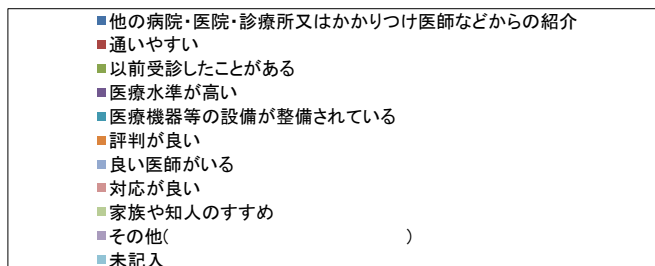 他の病院・医院・診療所又はかかりつけ医師などからの紹介
通いやすい
以前受診したことがある
医療水準が高い
医療機器等の設備が整備されている
評判が良い
良い医師がいる
対応が良い
家族や知人のすすめ
その他(　　　　　　　　　　　　　　)
未記入